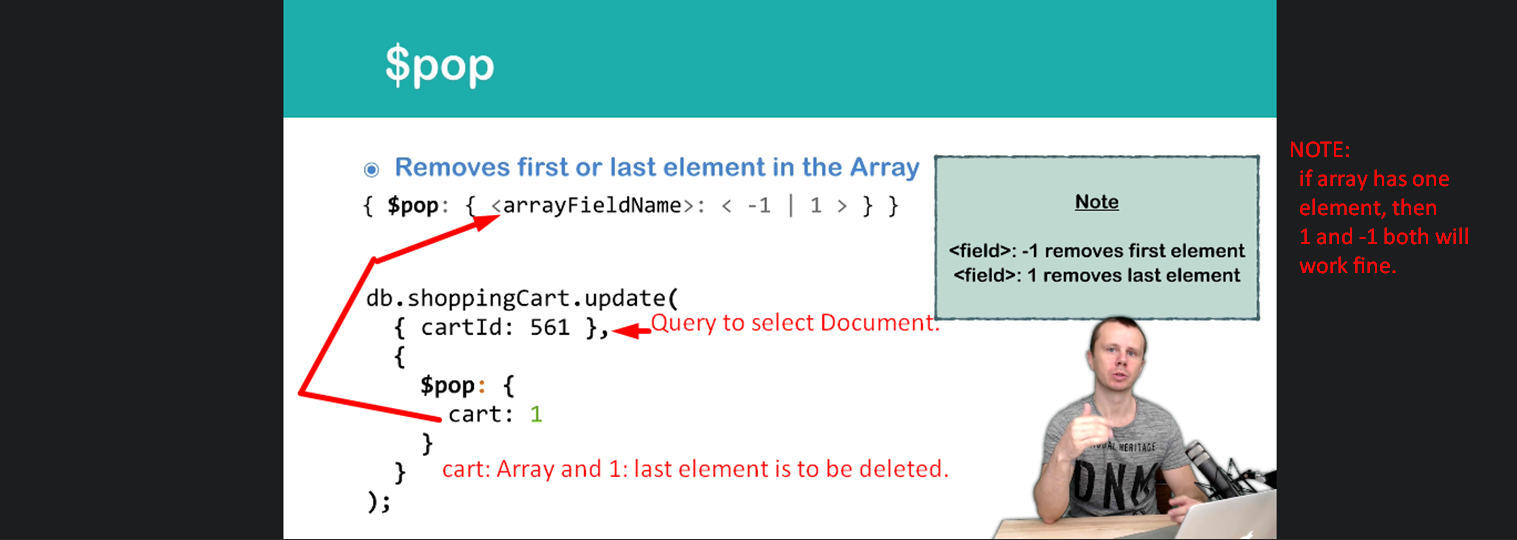 $pop
Removes first or last element in the Array
{ $pop: { <arrayFieldName>: < -1 | 1 > } }
Note
<field>: -1 removes first element
<field>: 1 removes last element
NOTE:
if array has one
element, then
1 and -1 both will
work fine.
db.shoppingCart.update(
{ cartId: 561 },
Query to select Document.
{
$pop: {
cart: 1
}
}
cart: Array and 1: last element is to be deleted.
);
HERITAGE
DNM